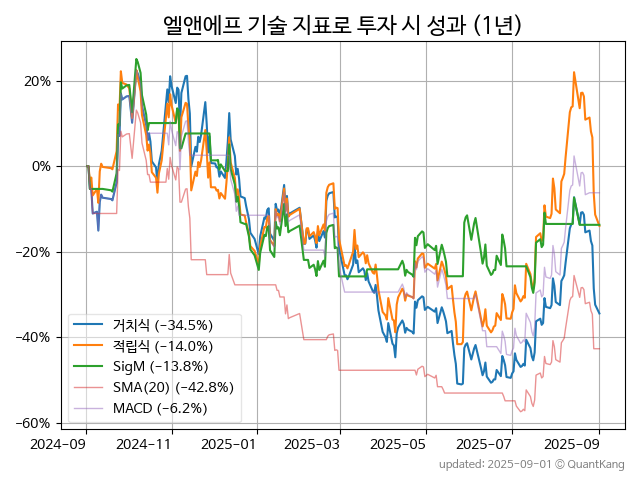 엘앤에프 기술 지표로 투자 시 성과 (1년)
20%
0%
−20%
−40%
−60%
거치식 (−34.5%)
적립식 (−14.0%)
SigM (−13.8%)
SMA(20) (−42.8%)
MACD (−6.2%)
2024-09 2024-11 2025-01 2025-03 2025-05 2025-07 2025-09
updated: 2025-09-01 © QuantKang